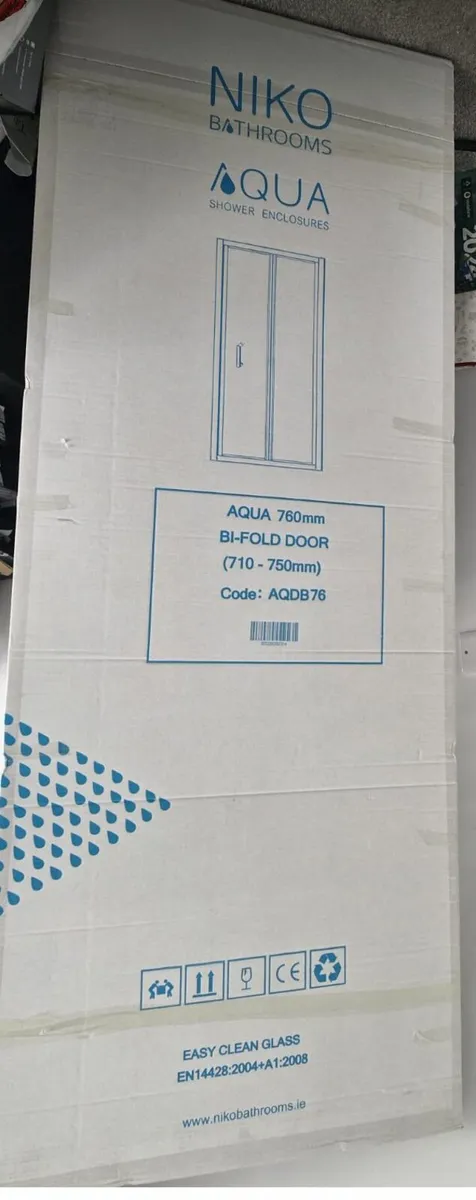 NIKO
BATHROOMS
AQUA
SHOWER ENCLOSURES
AQUA 760mm
BI-FOLD DOOR
(710 - 750mm)
Code: AQDB76
CE
EASY CLEAN GLASS
EN14428:2004+A1:2008
www.nikobathrooms.ie